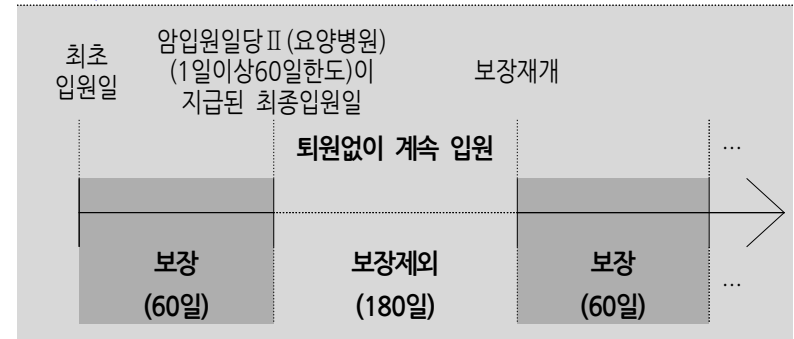 최초
입원일
암입원일당Ⅱ(요양병원)
(1일이상60일한도)이
지급된 최종입원일
보장재개
퇴원없이 계속 입원
…
보장
(60일)
보장제외
(180일)
보장
(60일)
…